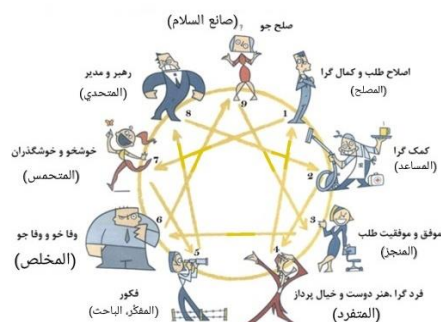 (صانع السلام)
صلح جو
9
اصلاح طلب و کمال گرا
(المصلح)
1
کمک گرا
(المساعد)
2
موفق و موفقیت طلب
(المنجز)
3
فرد گرا ،هنر دوست و خیال پرداز
(المتفرد)
4
فکور
(المفكّر، الباحث)
5
وفا خو و وفا جو
(المخلص)
6
خوشخو و خوشگذران
(المتحمس)
7
رهبر و مدیر
(المتحدي)
8